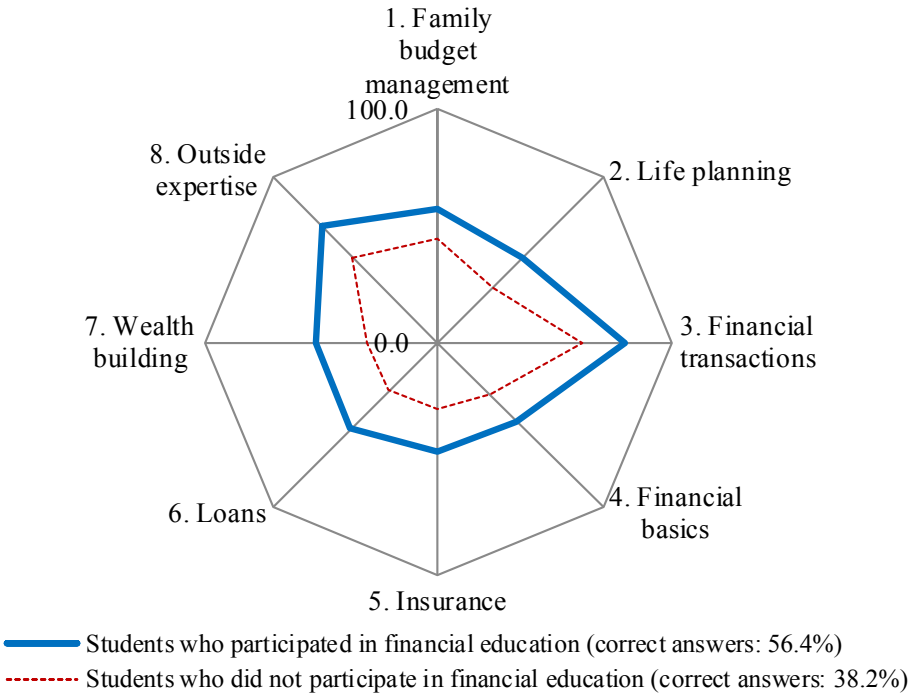 1. Family
budget
management
100.0
8. Outside
expertise
2. Life planning
7. Wealth
building
0.0
3. Financial
transactions
6. Loans
4. Financial
basics
5. Insurance
Students who participated in financial education (correct answers: 56.4%)
Students who did not participate in financial education (correct answers: 38.2%)